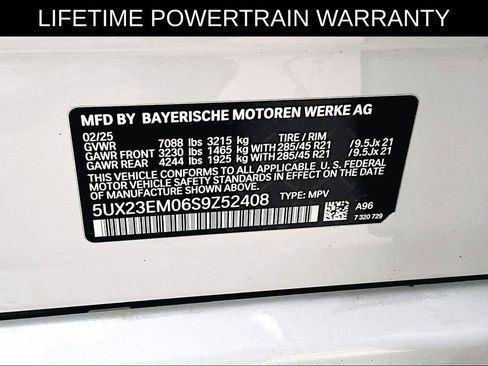 LIFETIME POWERTRAIN WARRANTY
MFD BY BAYERISCHE MOTOREN WERKE AG
02/25
GVWR 7088 lbs 3215 kg TIRE / RIM
GAWR FRONT 3230 lbs 1465 kg WITH 285/45 R21 /9.5Jx 21
GAWR REAR 4244 lbs 1925 kg WITH 285/45 R21 /9.5Jx 21
THIS VEHICLE CONFORMS TO ALL APPLICABLE U. S. FEDERAL
MOTOR VEHICLE SAFETY STANDARDS IN EFFECT ON THE
DATE OF MANUFACTURE SHOWN ABOVE.
5UX23EM06S9Z52408 TYPE: MPV
A96
7 320 729